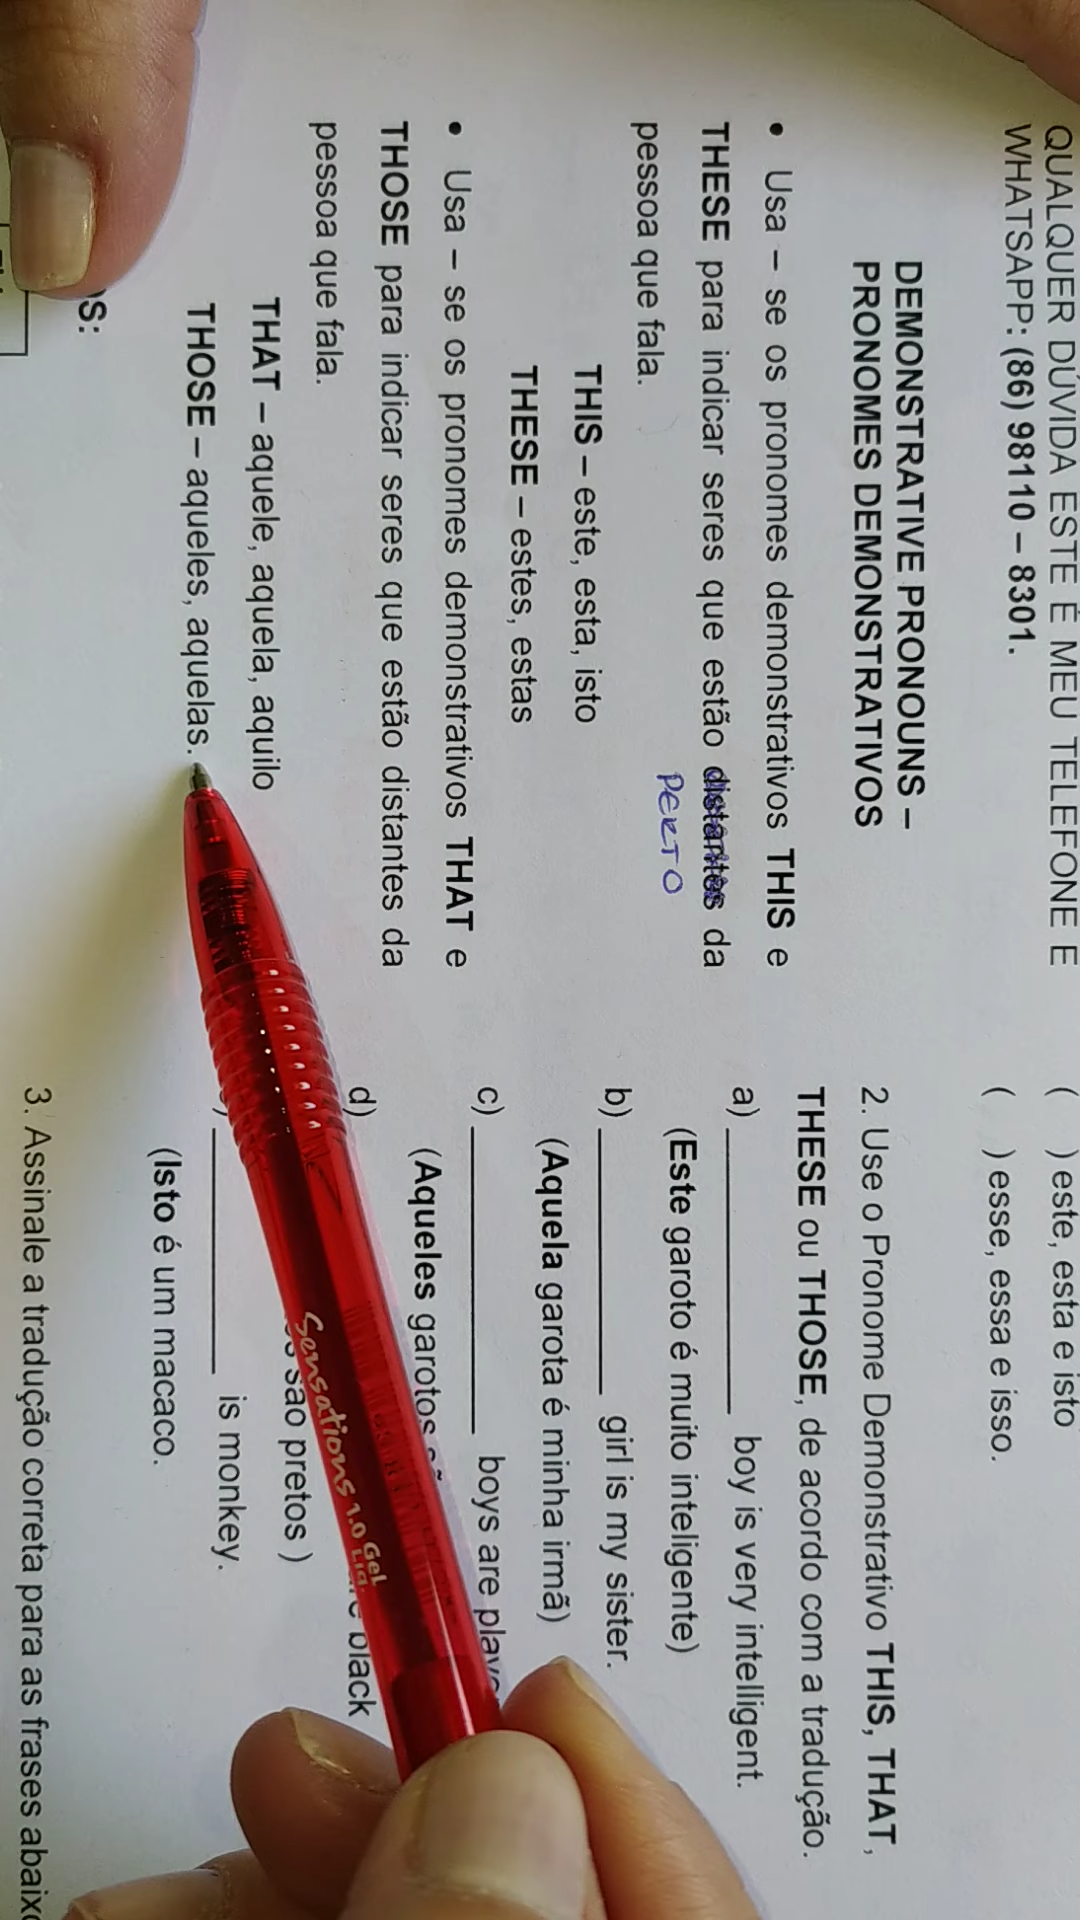 QUALQUER DÚVIDA ESTE É MEU TELEFONE E
WHATSAPP: (86) 98110 – 8301.
DEMONSTRATIVE PRONOUNS –
PRONOMES DEMONSTRATIVOS
• Usa – se os pronomes demonstrativos THIS e
THESE para indicar seres que estão distantes da
PERTO
pessoa que fala.
THIS – este, esta, isto
THESE – estes, estas
• Usa – se os pronomes demonstrativos THAT e
THOSE para indicar seres que estão distantes da
pessoa que fala.
THAT – aquele, aquela, aquilo
THOSE – aqueles, aquelas.
( ) este, esta e isto
( ) esse, essa e isso.
2. Use o Pronome Demonstrativo THIS, THAT,
THESE ou THOSE, de acordo com a tradução.
a) ____________ boy is very intelligent.
(Este garoto é muito inteligente)
b) ____________ girl is my sister.
(Aquela garota é minha irmã)
c) ____________ boys are
(Aqueles garotos
d) black
são pretos )
____________ is monkey.
(Isto é um macaco.
3. Assinale a tradução correta para as frases
Sensations 1.0 Gel